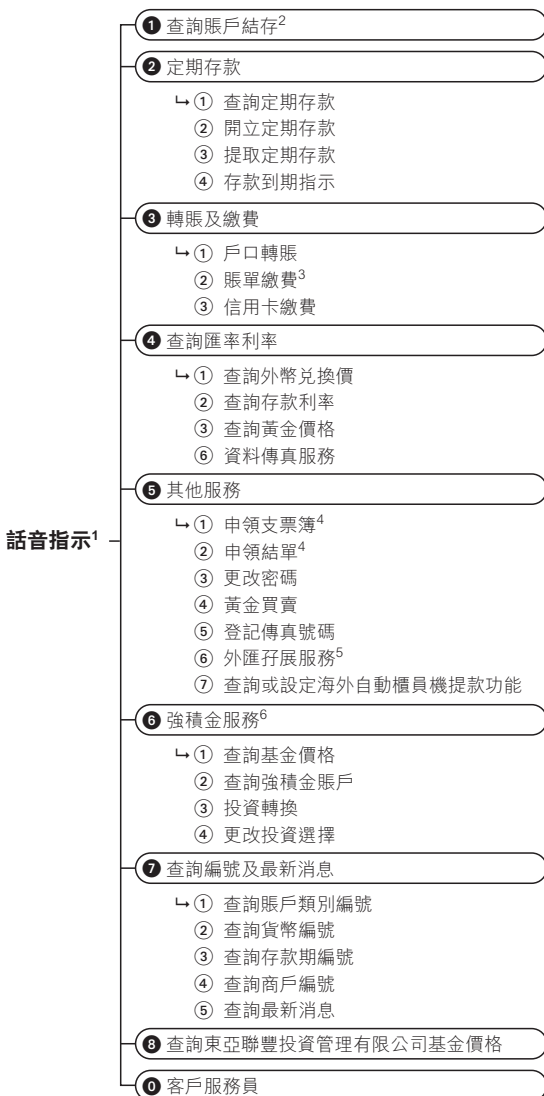 ❶ 查詢賬戶結存2
❷ 定期存款
↳ ① 查詢定期存款
② 開立定期存款
③ 提取定期存款
④ 存款到期指示
❸ 轉賬及繳費
↳ ① 戶口轉賬
② 賬單繳費3
③ 信用卡繳費
❹ 查詢匯率利率
↳ ① 查詢外幣兑換價
② 查詢存款利率
③ 查詢黃金價格
⑥ 資料傳真服務
❺ 其他服務
話音指示1
↳ ① 申領支票簿4
② 申領結單4
③ 更改密碼
④ 黃金買賣
⑤ 登記傳真號碼
⑥ 外匯孖展服務5
⑦ 查詢或設定海外自動櫃員機提款功能
❻ 強積金服務6
↳ ① 查詢基金價格
② 查詢強積金賬戶
③ 投資轉換
④ 更改投資選擇
❼ 查詢編號及最新消息
↳ ① 查詢賬戶類別編號
② 查詢貨幣編號
③ 查詢存款期編號
④ 查詢商戶編號
⑤ 查詢最新消息
❽ 查詢東亞聯豐投資管理有限公司基金價格
⓿ 客戶服務員